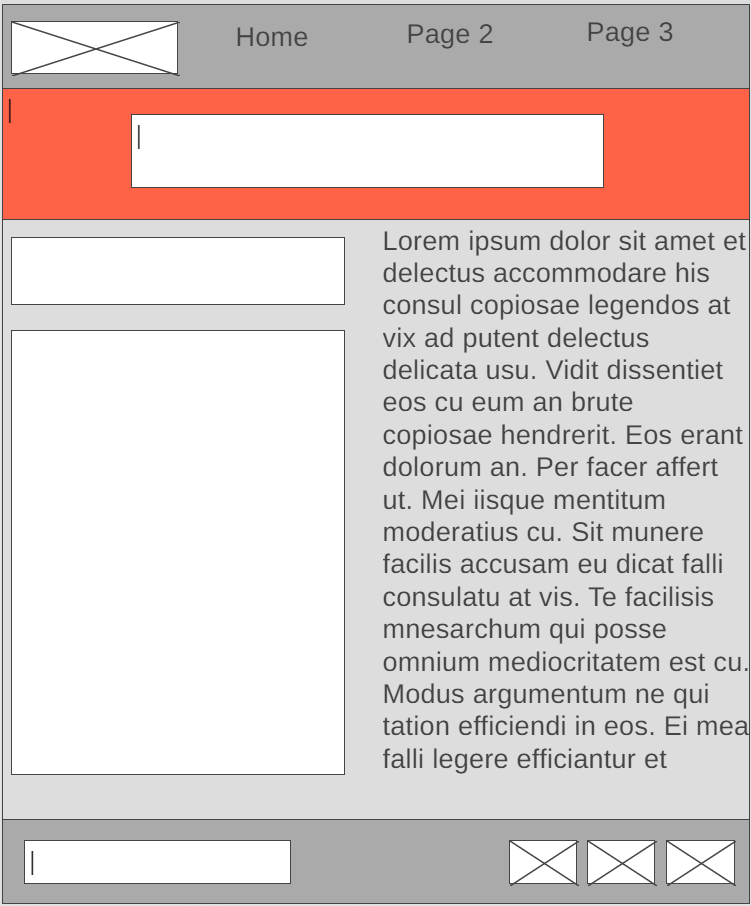 Home Page 2 Page 3
Lorem ipsum dolor sit amet et
delectus accommodare his
consul copiosae legendos at
vix ad putent delectus
delicata usu. Vidit dissentiet
eos cu eum an brute
copiosae hendrerit. Eos erant
dolorum an. Per facer affert
ut. Mei iisque mentitum
moderatius cu. Sit munere
facilis accusam eu dicat falli
consulatu at vis. Te facilisis
mnesarchum qui posse
omnium mediocritatem est cu.
Modus argumentum ne qui
tation efficiendi in eos. Ei mea
falli legere efficiantur et